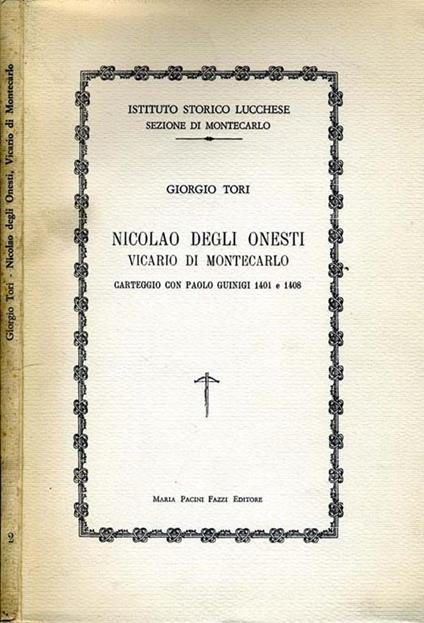 Giorgio Tori - Nicolao degli Onesti, Vicario di Montecarlo
2
ISTITUTO STORICO LUCCHESE
SEZIONE DI MONTECARLO
GIORGIO TORI
NICOLAO DEGLI ONESTI
VICARIO DI MONTECARLO
CARTEGGIO CON PAOLO GUINIGI 1401 e 1408
MARIA PACINI FAZZI EDITORE